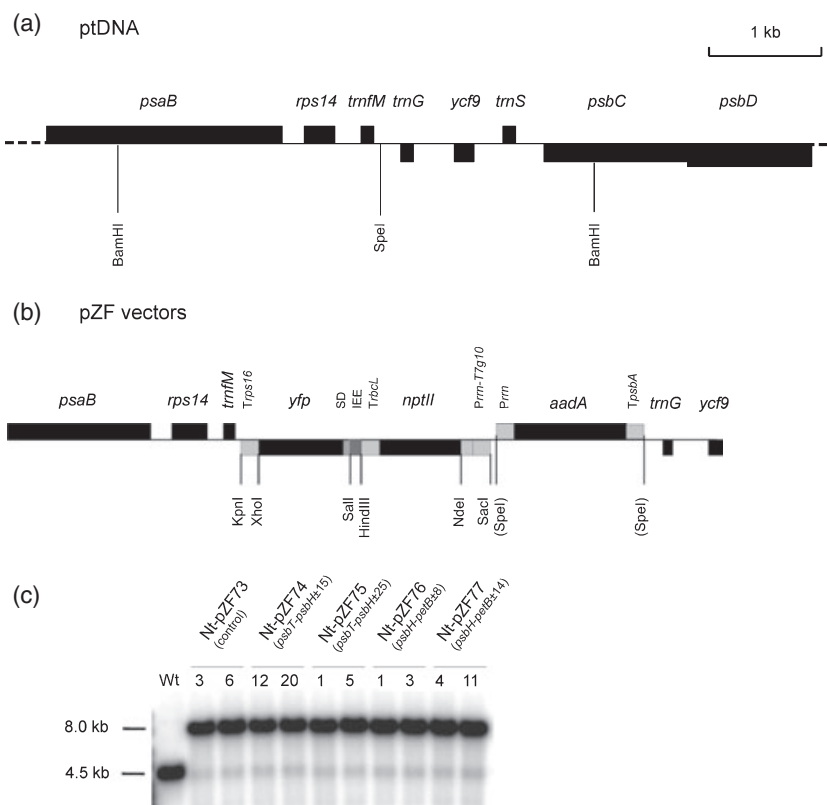 (a) ptDNA
1 kb
psaB rps14 trnfM trnG ycf9 trnS psbC psbD
BamHI SpeI BamHI
(b) pZF vectors
psaB rps14 trnfM Trps16 yfp SD IEE TrbcL nptII Prrn-T7g10 Prrn aadA TpsbA trnG ycf9
KpnI XhoI SalI HindIII NdeI SacI (SpeI) (SpeI)
(c)
Nt-pZF73 (control)
Nt-pZF74 (psbT-psbH±15)
Nt-pZF75 (psbT-psbH±25)
Nt-pZF76 (psbH-petB±8)
Nt-pZF77 (psbH-petB±14)
Wt 3 6 12 20 1 5 1 3 4 11
8.0 kb
4.5 kb